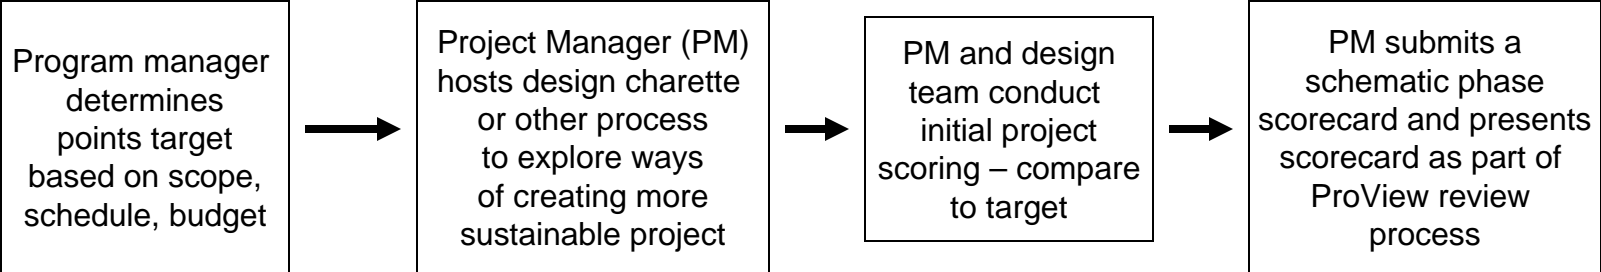 Program manager
determines
points target
based on scope,
schedule, budget
Project Manager (PM)
hosts design charette
or other process
to explore ways
of creating more
sustainable project
PM and design
team conduct
initial project
scoring – compare
to target
PM submits a
schematic phase
scorecard and presents
scorecard as part of
ProView review
process